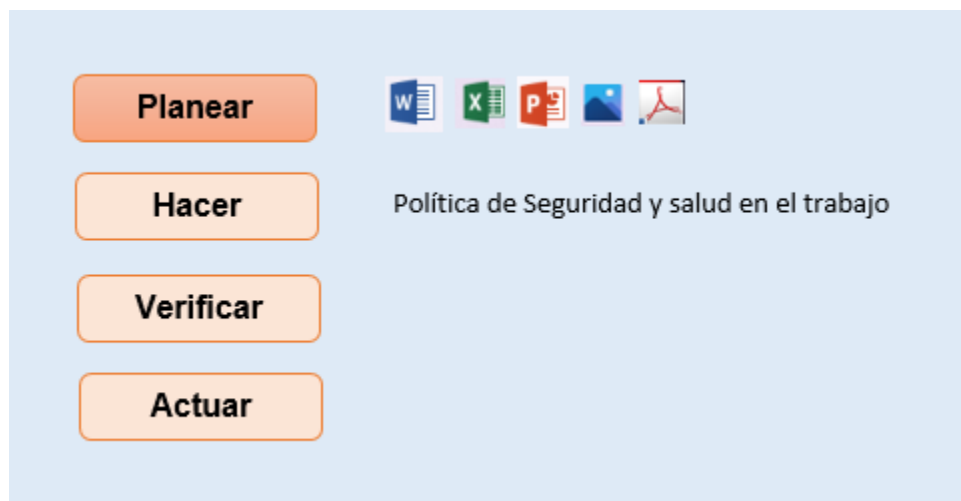 Planear
Hacer
Política de Seguridad y salud en el trabajo
Verificar
Actuar